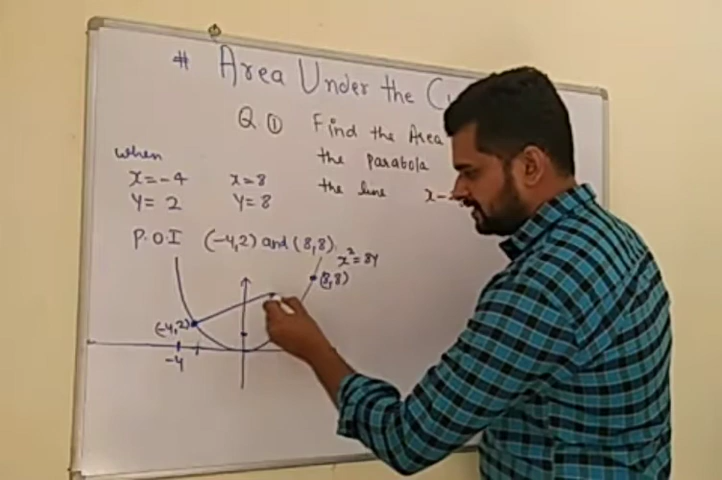 # Area Under the
Q.① Find the Area
the parabola
the line
when
x=-4 x=8
y=2 y=8
P.O.I (-4,2) and (8,8).
x²=8y
(8,8)
(-4,2)
-4